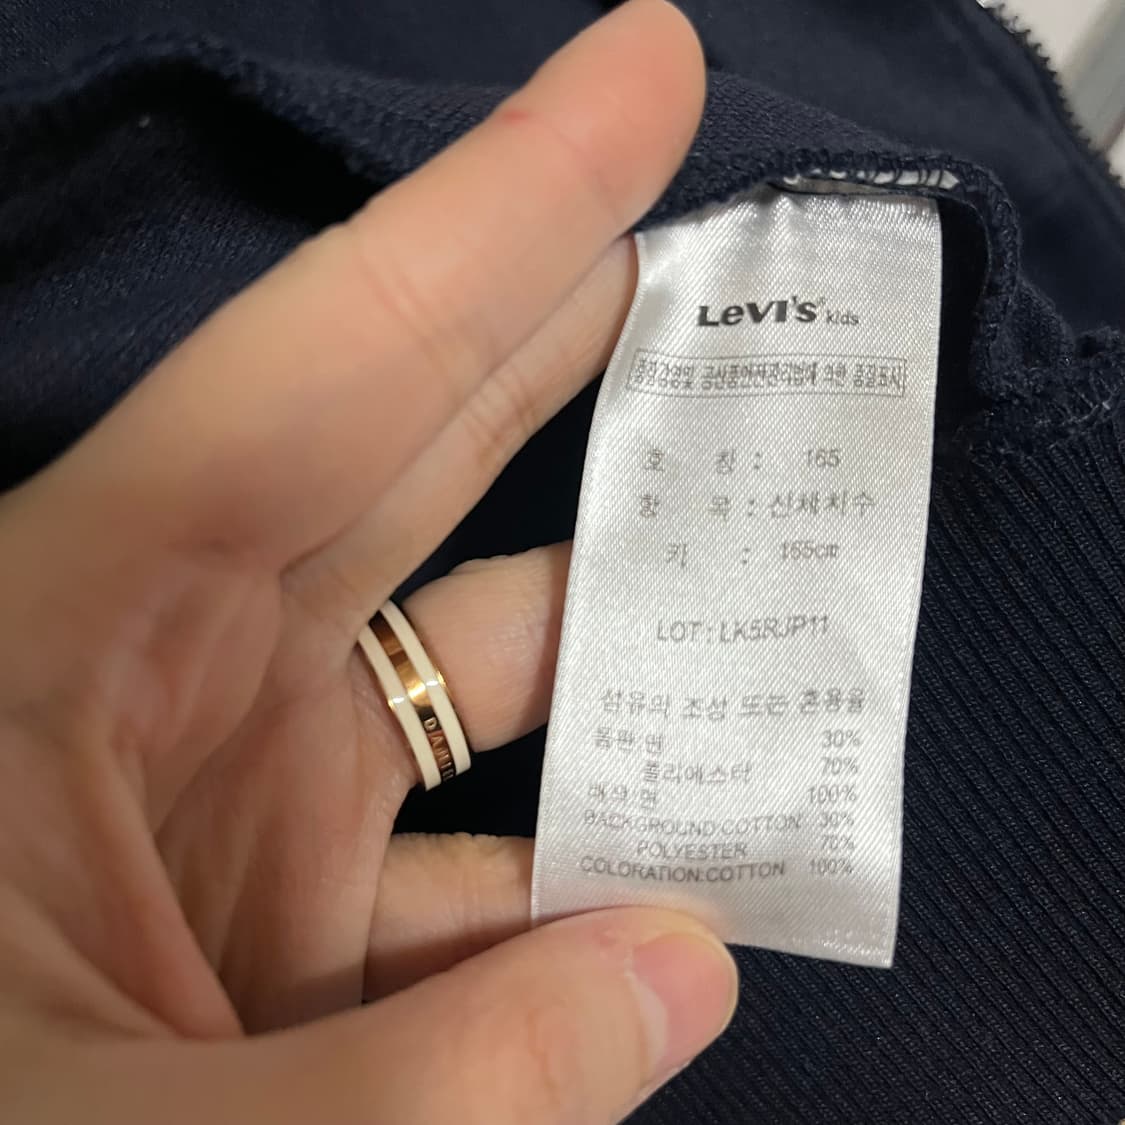 Levi's kids
호 칭 : 165
항 목 : 신체치수
키 : 165cm
LOT : LK5RJP11
섬유의 조성 또는 혼용율
몸판:면 30%
폴리에스터 70%
배색:면 100%
BACKGROUND:COTTON 30%
POLYESTER 70%
COLORATION:COTTON 100%